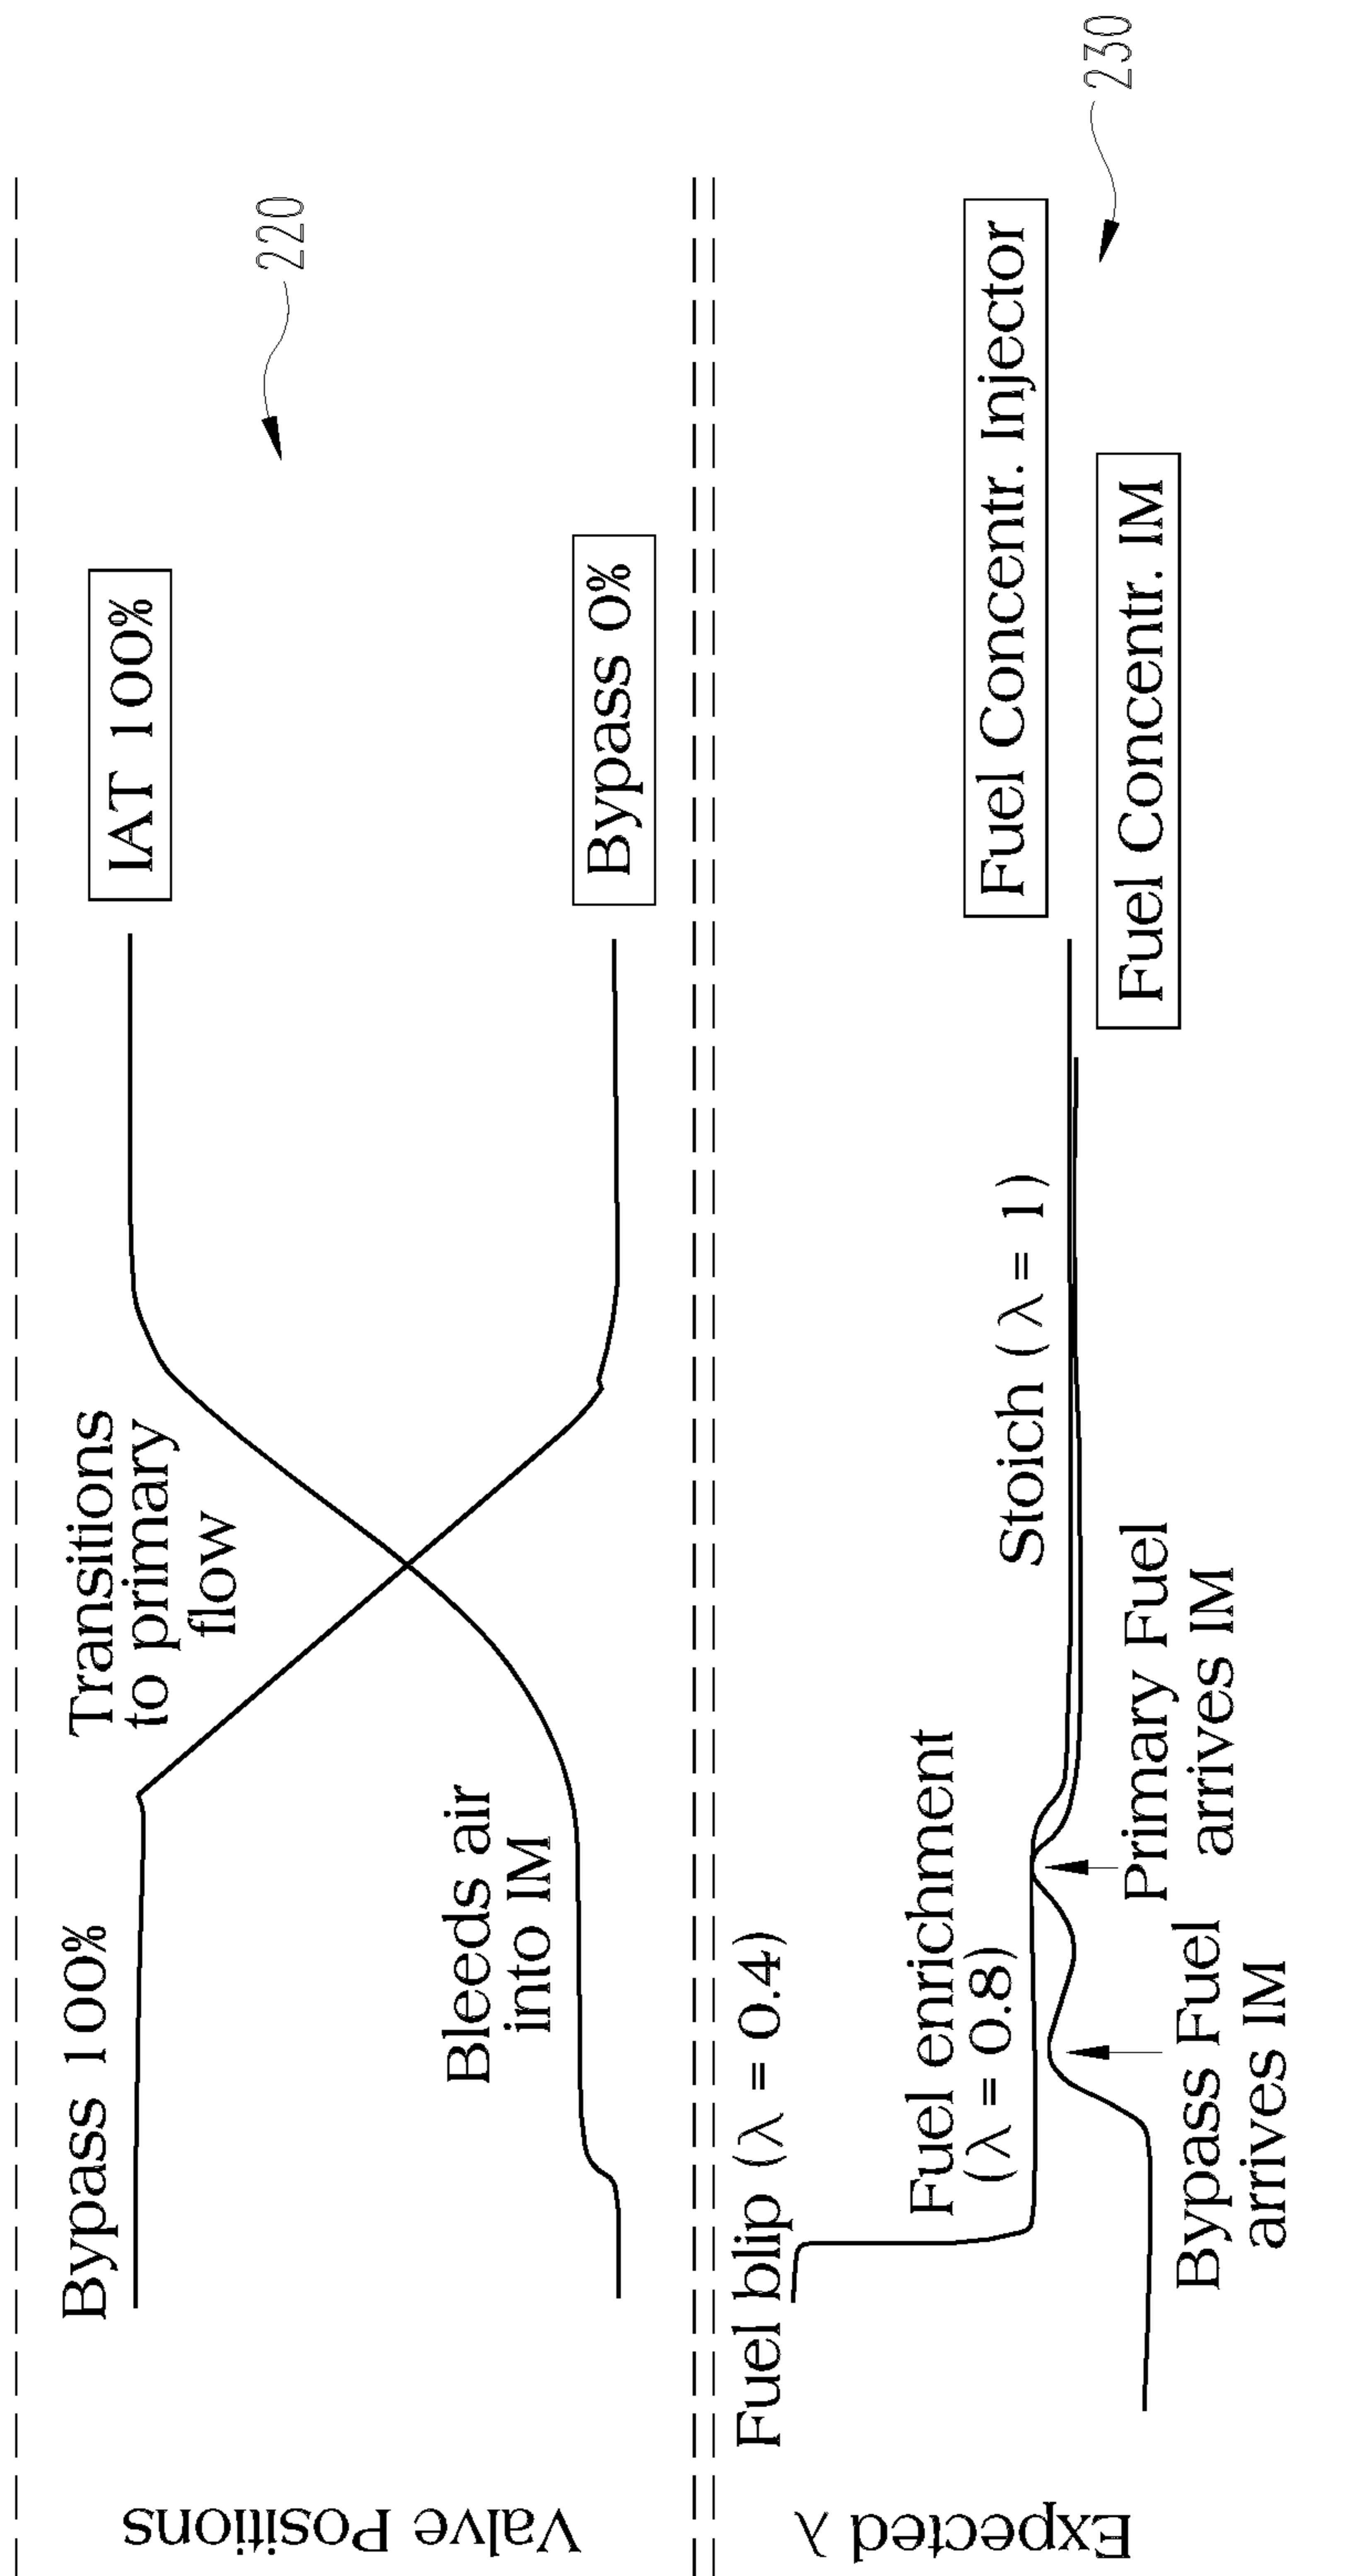 Valve Positions
Bypass 100%
Transitions
to primary
flow
IAT 100%
220
Bleeds air
into IM
Bypass 0%
Expected λ
Fuel blip (λ = 0.4)
Fuel enrichment
(λ = 0.8)
Stoich (λ = 1)
Fuel Concentr. Injector
230
Fuel Concentr. IM
Primary Fuel
arrives IM
Bypass Fuel
arrives IM